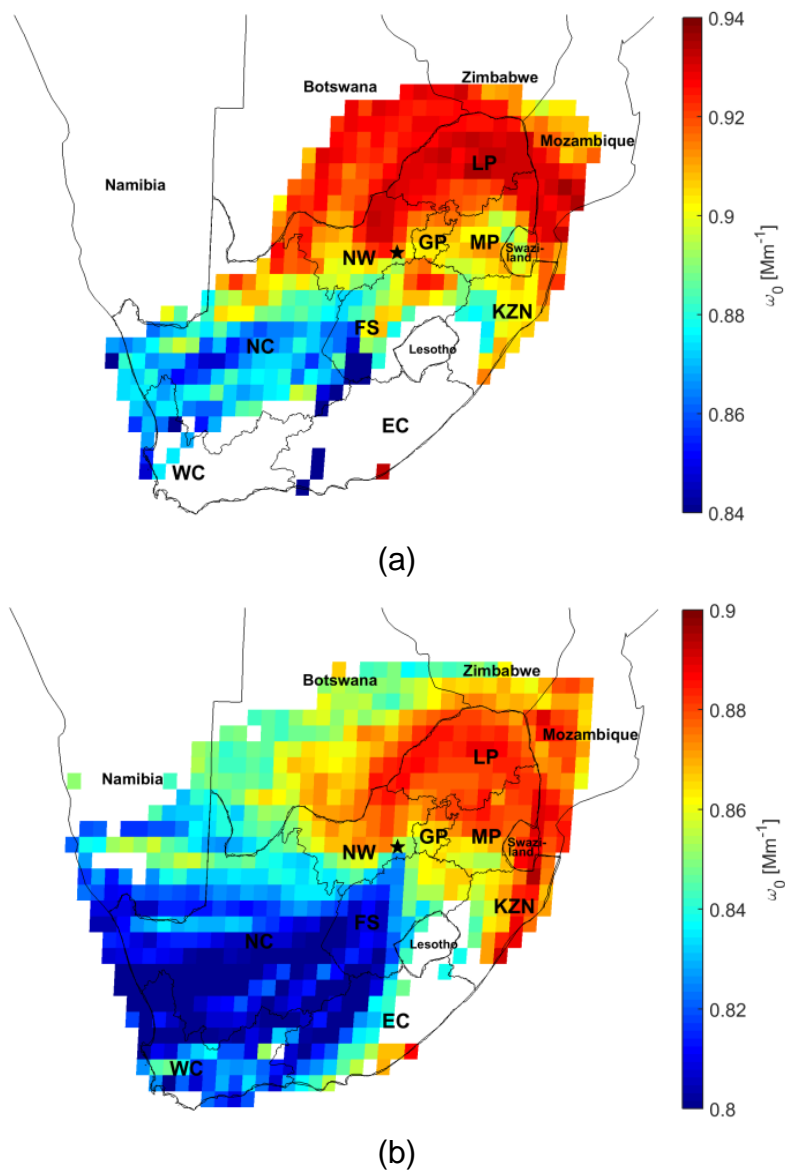 Zimbabwe
Botswana
Mozambique
LP
Namibia
GP
MP
NW
Swazi-
land
KZN
FS
NC
Lesotho
EC
WC
0.94
0.92
0.9
0.88
0.86
0.84
ω₀ [Mm⁻¹]
(a)
Zimbabwe
Botswana
Mozambique
LP
Namibia
GP
MP
NW
Swazi-
land
KZN
FS
NC
Lesotho
EC
WC
0.9
0.88
0.86
0.84
0.82
0.8
ω₀ [Mm⁻¹]
(b)